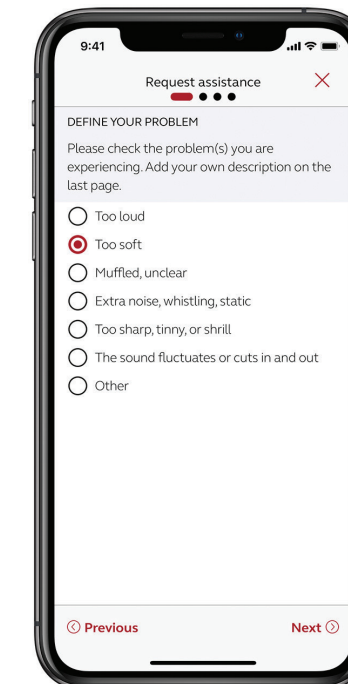 9:41
Request assistance
DEFINE YOUR PROBLEM
Please check the problem(s) you are
experiencing. Add your own description on the
last page.
Too loud
Too soft
Muffled, unclear
Extra noise, whistling, static
Too sharp, tinny, or shrill
The sound fluctuates or cuts in and out
Other
Previous Next